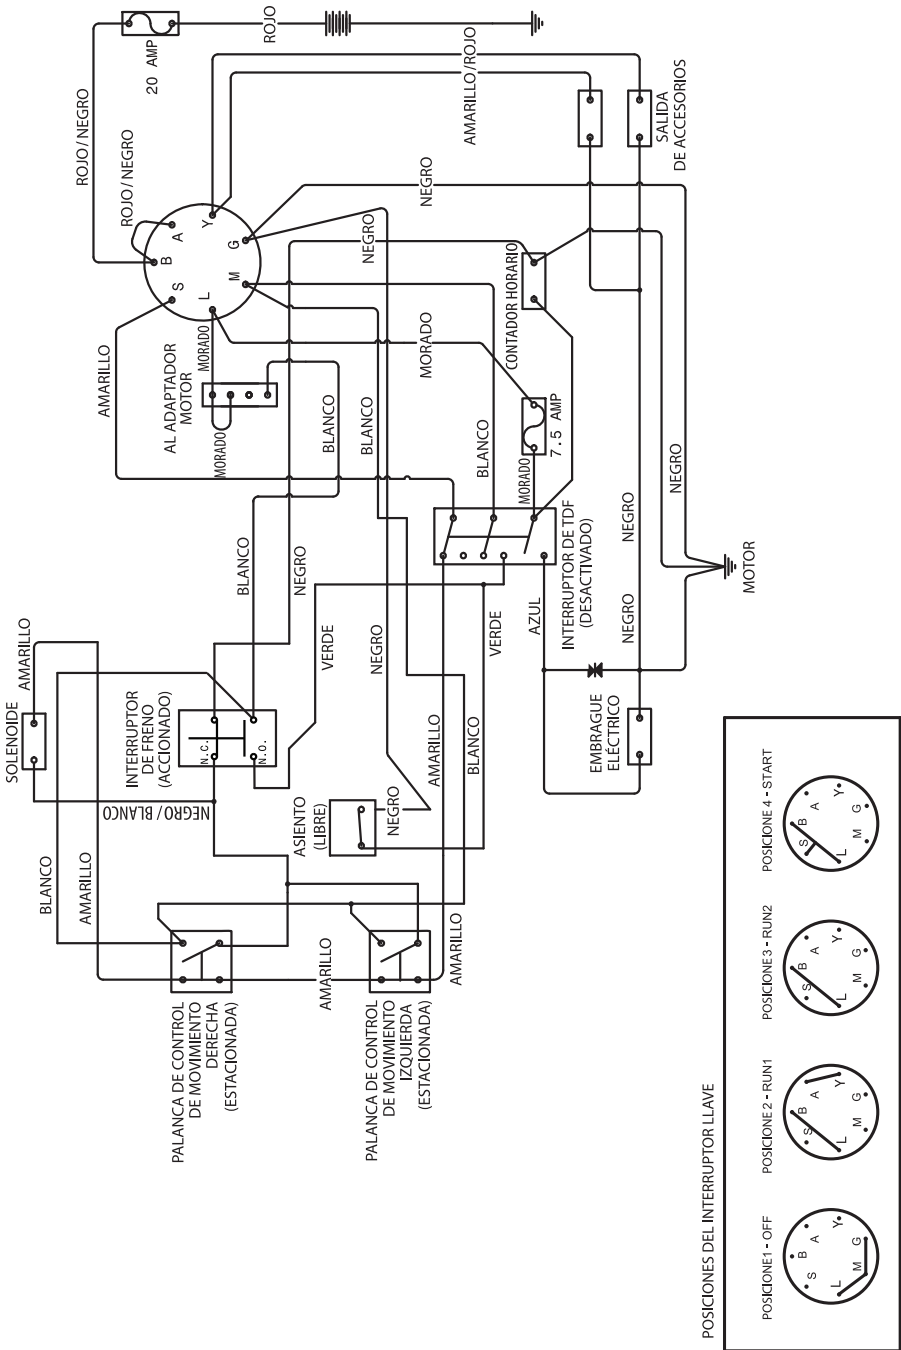 SOLENOIDE
AMARILLO
BLANCO
AMARILLO
NEGRO/BLANCO
INTERRUPTOR
DE FRENO
(ACCIONADO)
N.C.
N.O.
BLANCO
NEGRO
VERDE
NEGRO
PALANCA DE CONTROL
DE MOVIMIENTO
DERECHA
(ESTACIONADA)
AMARILLO
ASIENTO
(LIBRE)
NEGRO
PALANCA DE CONTROL
DE MOVIMIENTO
IZQUIERDA
(ESTACIONADA)
AMARILLO
AMARILLO
BLANCO
VERDE
AZUL
INTERRUPTOR DE TDF
(DESACTIVADO)
EMBRAGUE
ELÉCTRICO
NEGRO
NEGRO
NEGRO
MOTOR
AMARILLO
AL ADAPTADOR
MOTOR
MORADO
MORADO
BLANCO
BLANCO
MORADO
BLANCO
MORADO
7.5 AMP
CONTADOR HORARIO
ROJO/NEGRO
ROJO/NEGRO
20 AMP
ROJO
S
B
A
L
Y
M
G
NEGRO
NEGRO
AMARILLO/ROJO
SALIDA
DE ACCESORIOS
POSICIONES DEL INTERRUPTOR LLAVE
POSICIONE1 - OFF
S
B
A
L
Y
M
G
POSICIONE 2 - RUN1
S
B
A
L
Y
M
G
POSICIONE 3 - RUN2
S
B
A
L
Y
M
G
POSICIONE 4 - START
S
B
A
L
Y
M
G